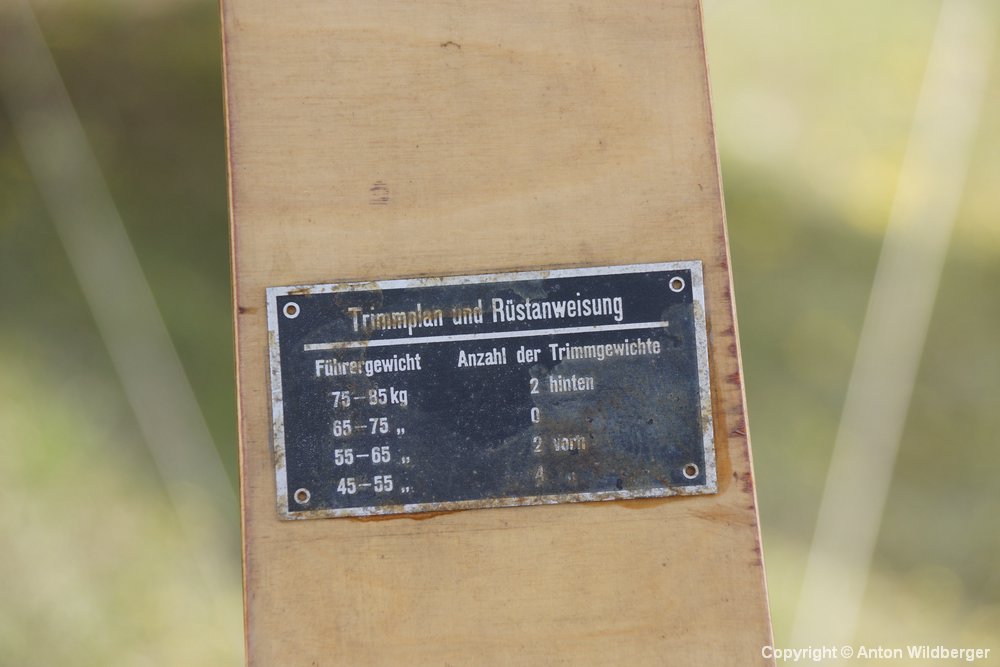 Trimmplan und Rüstanweisung
Führergewicht Anzahl der Trimmgewichte
75–85 kg 2 hinten
65–75 „ 0
55–65 „ 2 vorn
45–55 „ 4 „
Copyright © Anton Wildberger